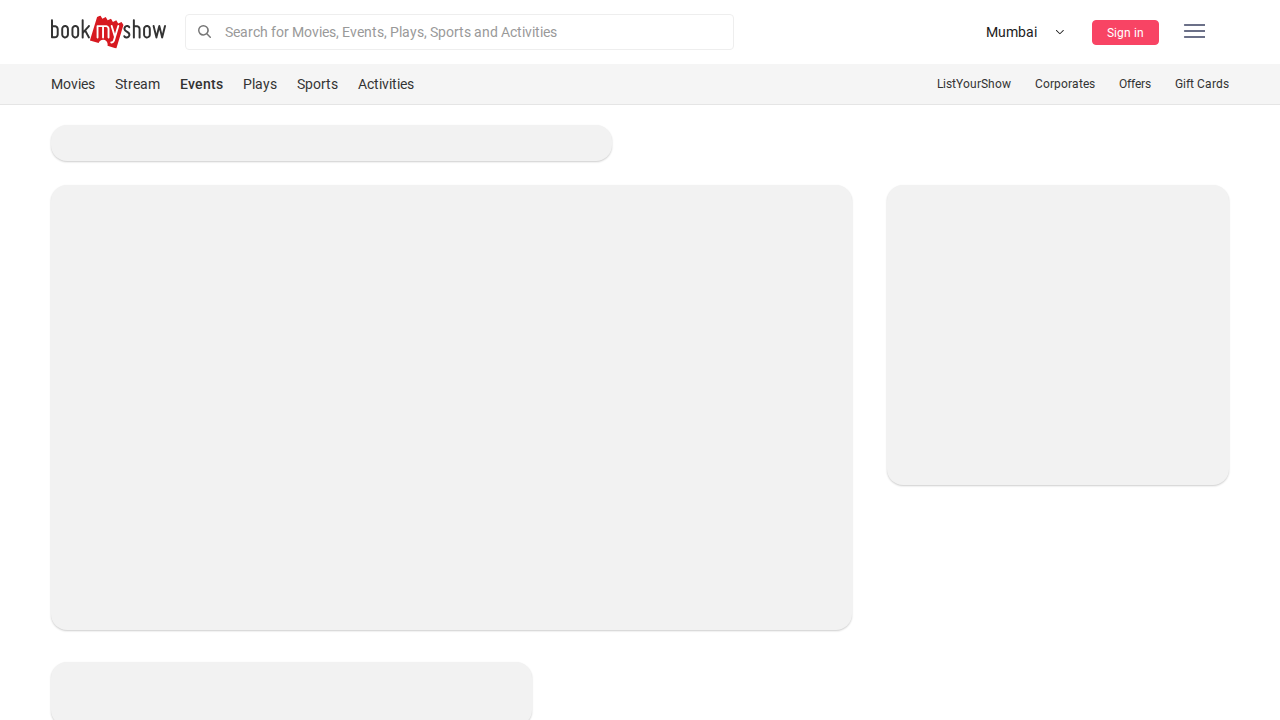 bookmyshow
Search for Movies, Events, Plays, Sports and Activities
Mumbai
Sign in
Movies Stream Events Plays Sports Activities
ListYourShow Corporates Offers Gift Cards